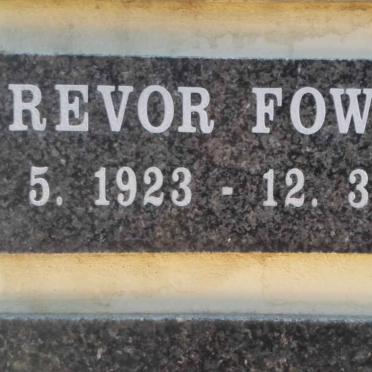 REVOR FOW
5. 1923 - 12. 3